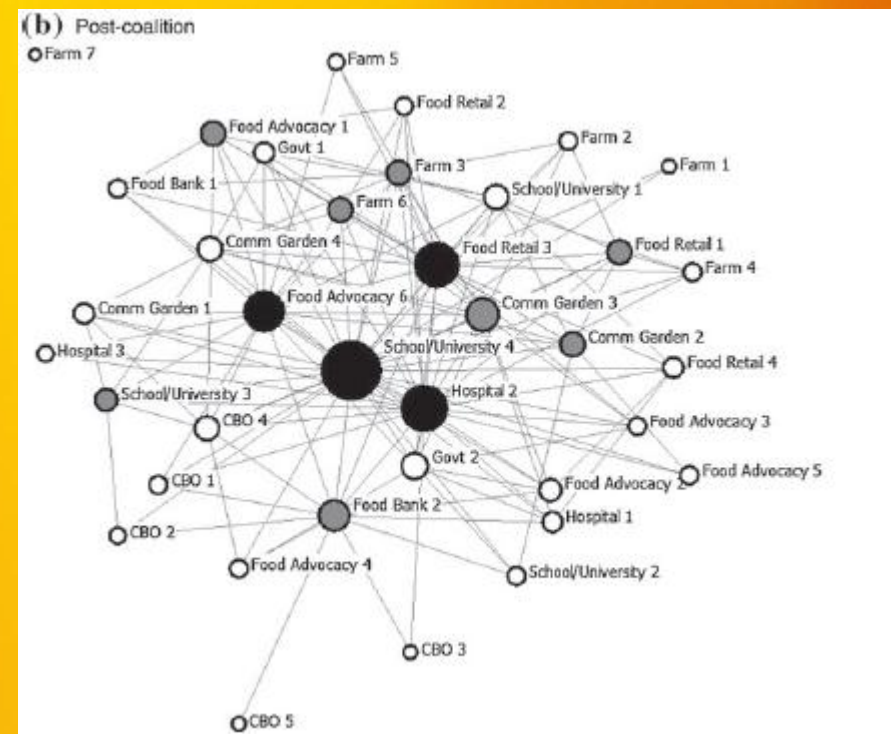 (b) Post-coalition
Farm 7
Farm 5
Food Retail 2
Food Advocacy 1
Govt 1
Farm 2
Farm 3
Farm 1
Food Bank 1
School/University 1
Farm 6
Comm Garden 4
Food Retail 3
Food Retail 1
Farm 4
Food Advocacy 6
Comm Garden 3
Comm Garden 1
Comm Garden 2
School/University 4
Hospital 3
Food Retail 4
Hospital 2
School/University 3
CBO 4
Food Advocacy 3
Govt 2
Food Advocacy 5
CBO 1
Food Advocacy 2
Food Bank 2
Hospital 1
CBO 2
Food Advocacy 4
School/University 2
CBO 3
CBO 5